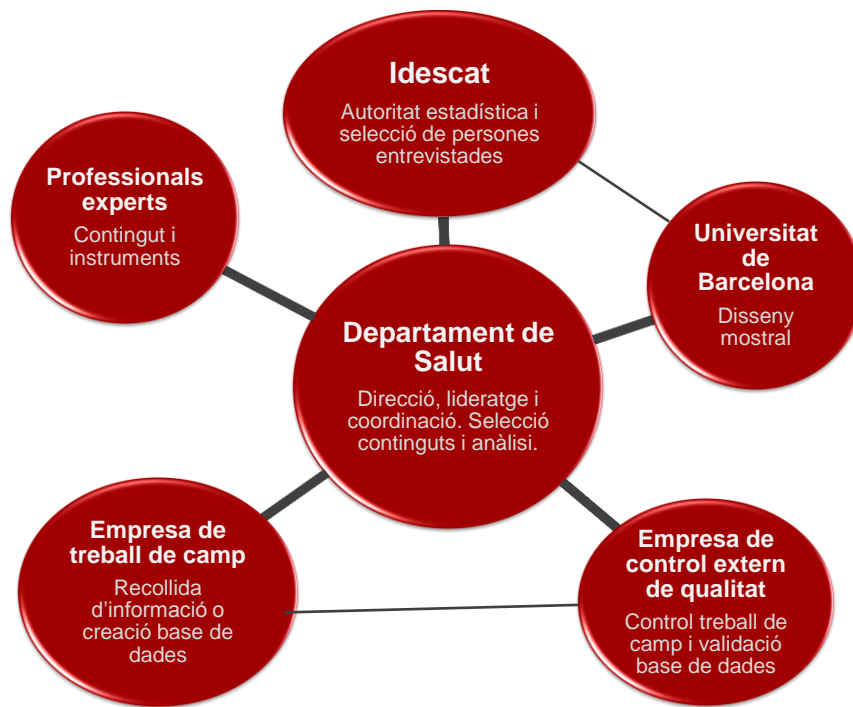 Idescat
Autoritat estadística i
selecció de persones
entrevistades
Professionals
experts
Contingut i
instruments
Universitat
de
Barcelona
Disseny
mostral
Departament de
Salut
Direcció, lideratge i
coordinació. Selecció
continguts i anàlisi.
Empresa de
treball de camp
Recollida
d’informació o
creació base de
dades
Empresa de
control extern
de qualitat
Control treball de
camp i validació
base de dades